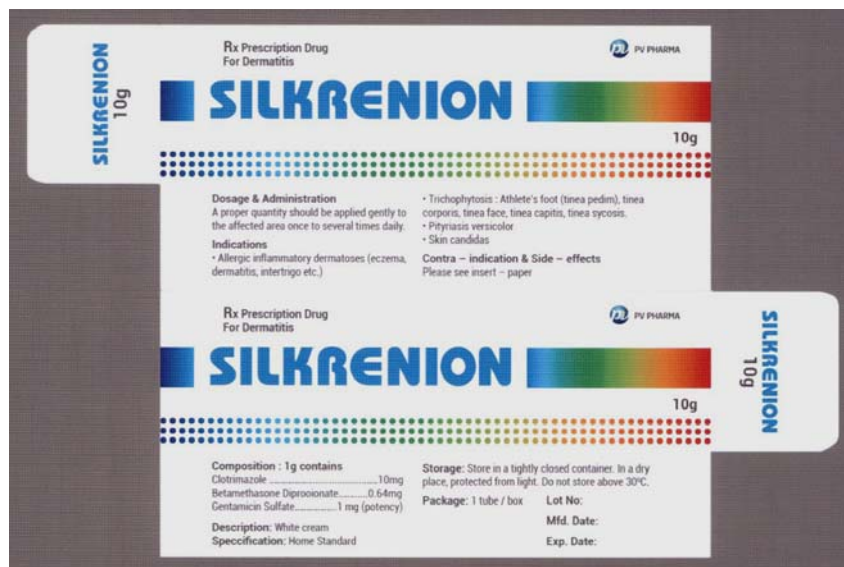 SILKRENION
10g
Rx Prescription Drug
For Dermatitis
PV PHARMA
SILKRENION
10g
Dosage & Administration
A proper quantity should be applied gently to
the affected area once to several times daily.
Indications
• Allergic inflammatory dermatoses (eczema,
dermatitis, intertrigo etc.)
• Trichophytosis : Athlete's foot (tinea pedim), tinea
corporis, tinea face, tinea capitis, tinea sycosis.
• Pityriasis versicolor
• Skin candidas
Contra – indication & Side – effects
Please see insert – paper
Rx Prescription Drug
For Dermatitis
PV PHARMA
SILKRENION
10g
SILKRENION
10g
Composition : 1g contains
Clotrimazole ..........................................10mg
Betamethasone Diprooionate...........0.64mg
Gentamicin Sulfate................1 mg (potency)
Description: White cream
Speccification: Home Standard
Storage: Store in a tightly closed container. In a dry
place, protected from light. Do not store above 30ºC.
Package: 1 tube / box
Lot No:
Mfd. Date:
Exp. Date: